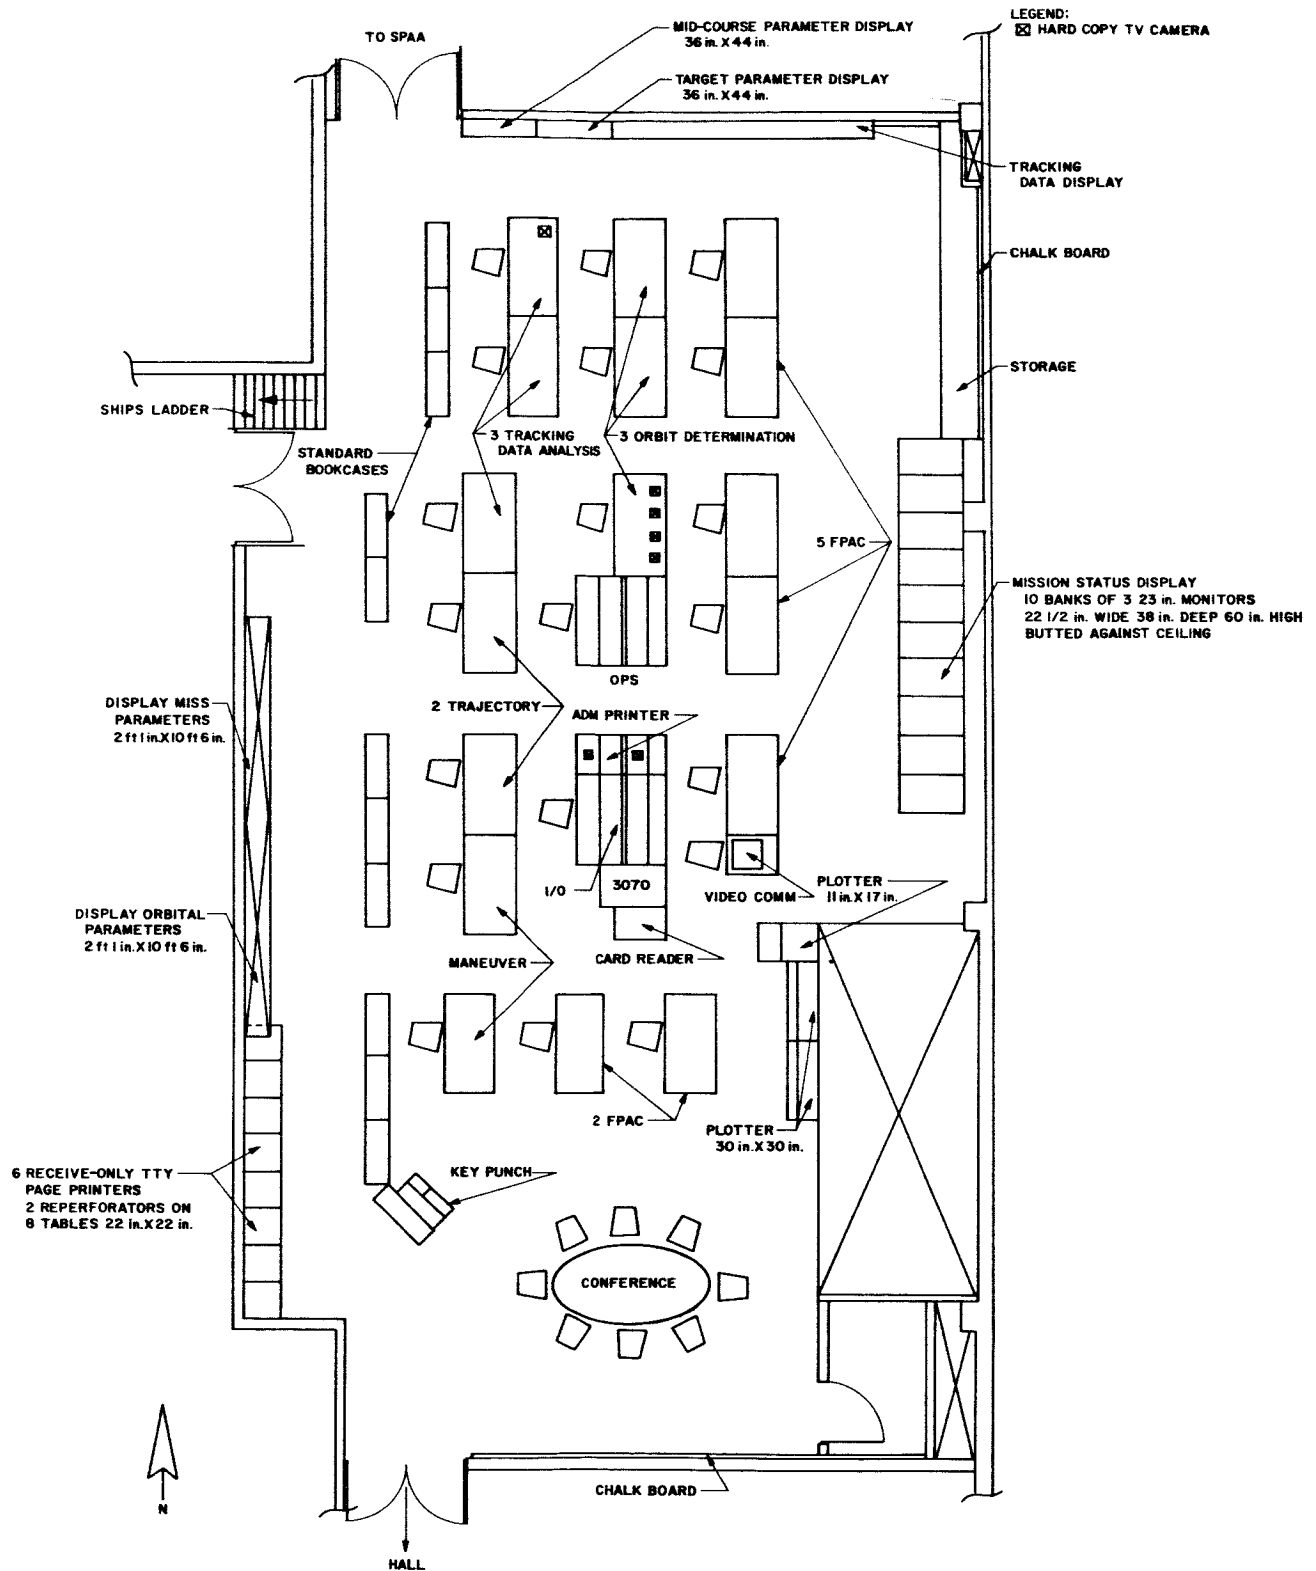 LEGEND:
HARD COPY TV CAMERA
TO SPAA
MID-COURSE PARAMETER DISPLAY
36 in. X 44 in.
TARGET PARAMETER DISPLAY
36 in. X 44 in.
TRACKING
DATA DISPLAY
CHALK BOARD
STORAGE
SHIPS LADDER
STANDARD
BOOKCASES
3 TRACKING
DATA ANALYSIS
3 ORBIT DETERMINATION
5 FPAC
MISSION STATUS DISPLAY
10 BANKS OF 3 23 in. MONITORS
22 1/2 in. WIDE 38 in. DEEP 60 in. HIGH
BUTTED AGAINST CEILING
OPS
DISPLAY MISS
PARAMETERS
2 ft 1 in. X 10 ft 6 in.
2 TRAJECTORY
ADM PRINTER
I/O
3070
VIDEO COMM
PLOTTER
11 in. X 17 in.
DISPLAY ORBITAL
PARAMETERS
2 ft 1 in. X 10 ft 6 in.
MANEUVER
CARD READER
2 FPAC
PLOTTER
30 in. X 30 in.
6 RECEIVE-ONLY TTY
PAGE PRINTERS
2 REPERFORATORS ON
8 TABLES 22 in. X 22 in.
KEY PUNCH
CONFERENCE
N
CHALK BOARD
HALL